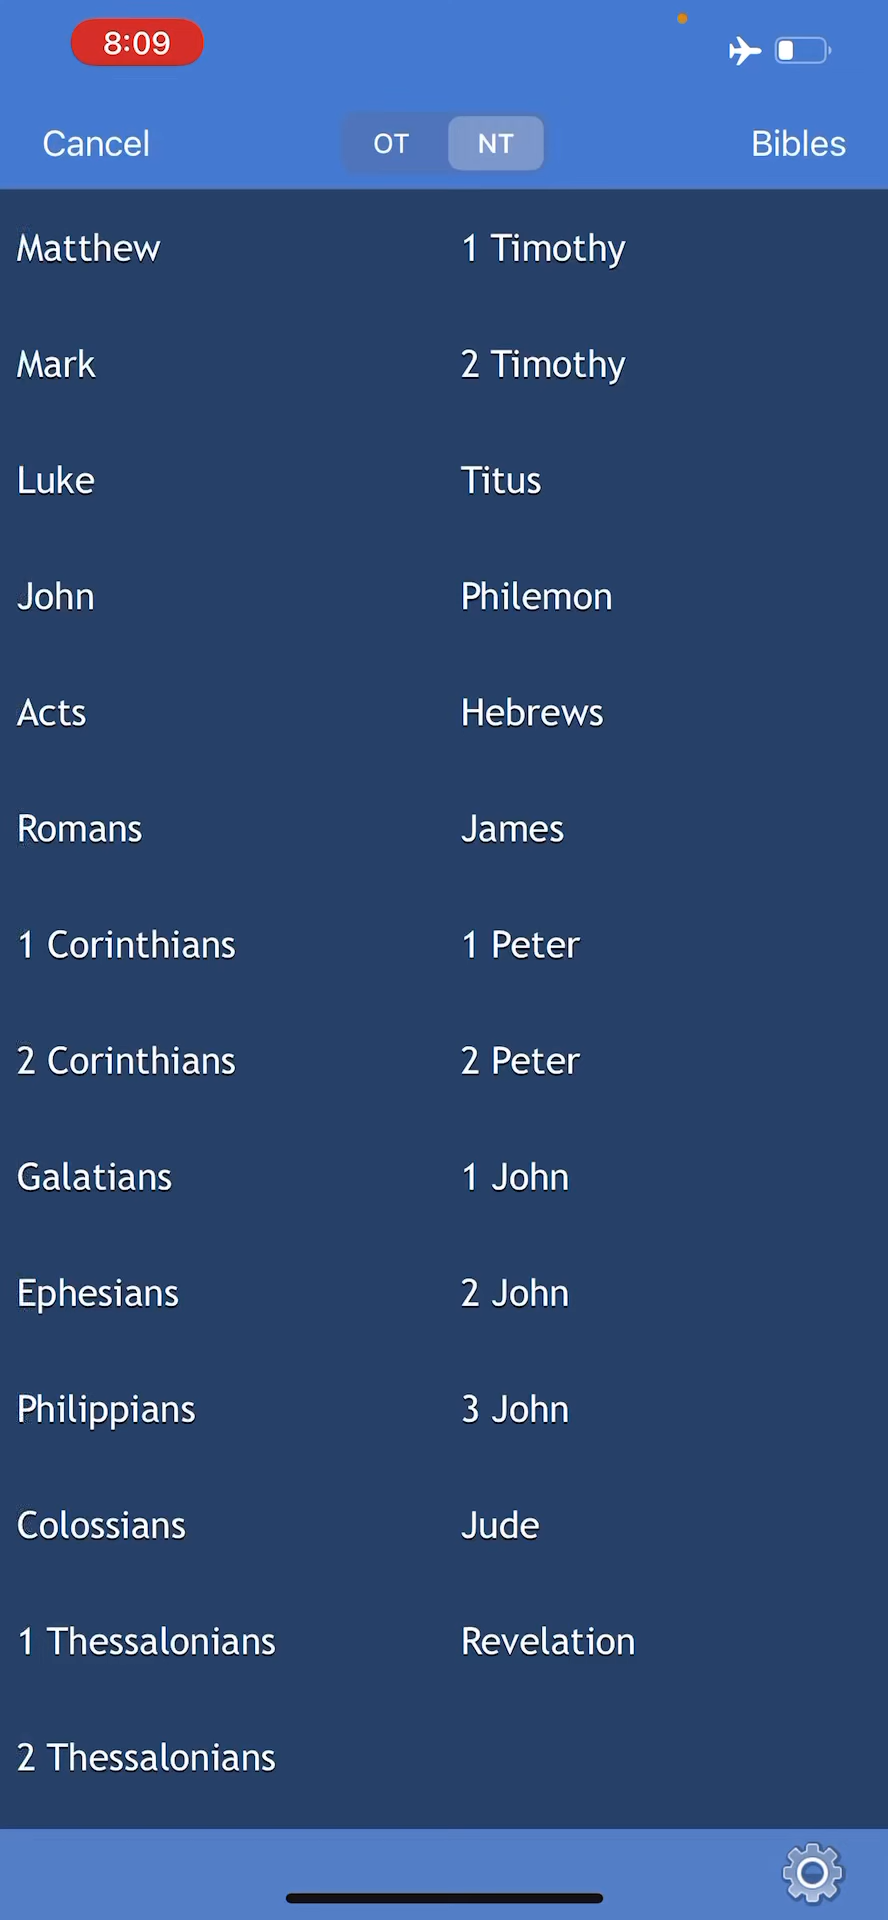 8:09
Cancel
OT
NT
Bibles
Matthew
Mark
Luke
John
Acts
Romans
1 Corinthians
2 Corinthians
Galatians
Ephesians
Philippians
Colossians
1 Thessalonians
2 Thessalonians
1 Timothy
2 Timothy
Titus
Philemon
Hebrews
James
1 Peter
2 Peter
1 John
2 John
3 John
Jude
Revelation